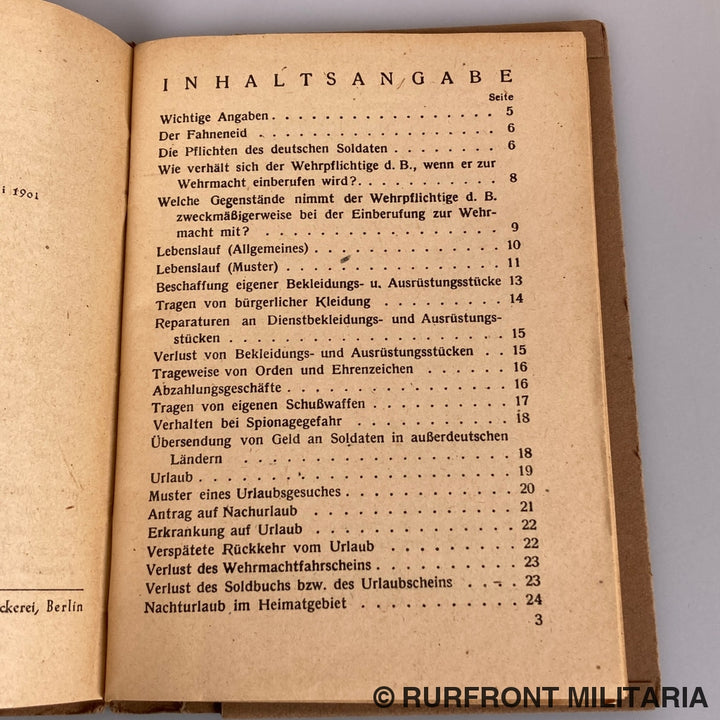 i 1901
ckerei, Berlin
INHALTSANGABE
Seite
Wichtige Angaben . . . . . . . . . . . . . . . 5
Der Fahneneid . . . . . . . . . . . . . . . . 6
Die Pflichten des deutschen Soldaten . . . . . . . 6
Wie verhält sich der Wehrpflichtige d. B., wenn er zur
Wehrmacht einberufen wird? . . . . . . . . . . 8
Welche Gegenstände nimmt der Wehrpflichtige d. B.
zweckmäßigerweise bei der Einberufung zur Wehr-
macht mit? . . . . . . . . . . . . . . . 9
Lebenslauf (Allgemeines) . . . . . . . . . . . . 10
Lebenslauf (Muster) . . . . . . . . . . . . . . 11
Beschaffung eigener Bekleidungs- u. Ausrüstungsstücke 13
Tragen von bürgerlicher Kleidung . . . . . . . . 14
Reparaturen an Dienstbekleidungs- und Ausrüstungs-
stücken . . . . . . . . . . . . . . . . 15
Verlust von Bekleidungs- und Ausrüstungsstücken . . 15
Trageweise von Orden und Ehrenzeichen . . . . . 16
Abzahlungsgeschäfte . . . . . . . . . . . . . . 16
Tragen von eigenen Schußwaffen . . . . . . . . . 17
Verhalten bei Spionagegefahr . . . . . . . . . . 18
Übersendung von Geld an Soldaten in außerdeutschen
Ländern . . . . . . . . . . . . . . . . 18
Urlaub . . . . . . . . . . . . . . . . . . . 19
Muster eines Urlaubsgesuches . . . . . . . . . . 20
Antrag auf Nachurlaub . . . . . . . . . . . . . 21
Erkrankung auf Urlaub . . . . . . . . . . . . . 22
Verspätete Rückkehr vom Urlaub . . . . . . . . . 22
Verlust des Wehrmachtfahrscheins . . . . . . . . . 23
Verlust des Soldbuchs bzw. des Urlaubscheins . . . . 23
Nachturlaub im Heimatgebiet . . . . . . . . . . . 24
3
© RURFRONT MILITARIA